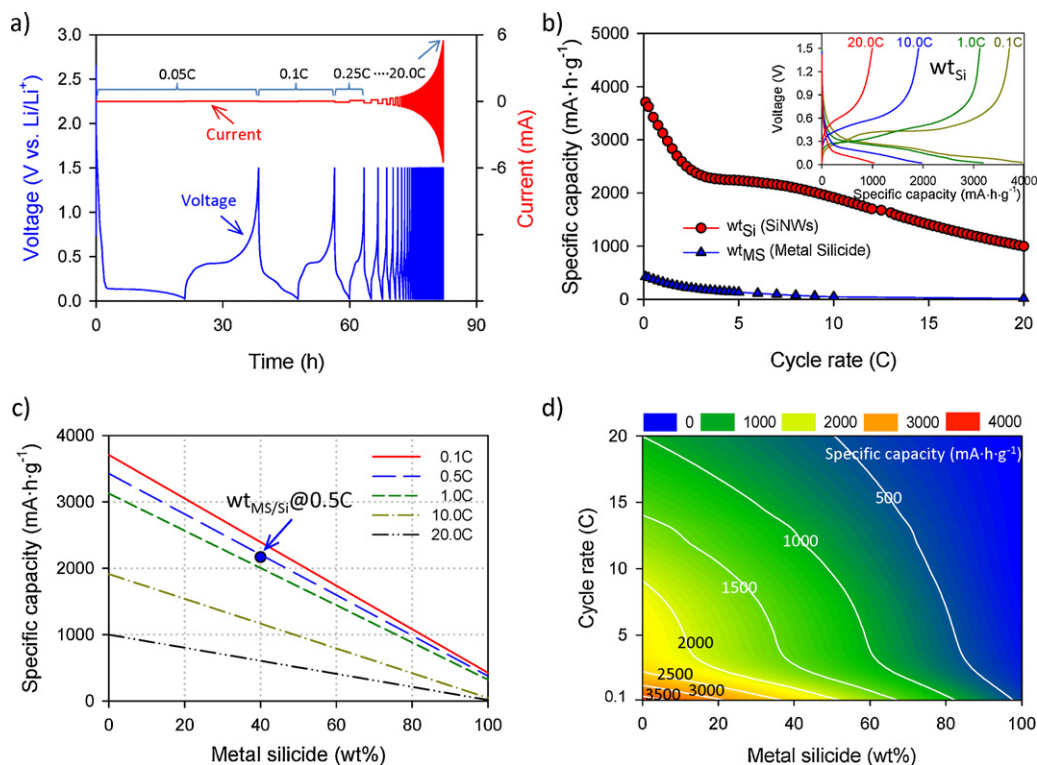 a)
Voltage (V vs. Li/Li⁺)
3.0
2.5
2.0
1.5
1.0
0.5
0.0
0.05C
0.1C
0.25C ····20.0C
Current
Voltage
6
0
-6
Current (mA)
0 30 60 90
Time (h)
b)
Specific capacity (mA·h·g⁻¹)
5000
4000
3000
2000
1000
0
wtSi (SiNWs)
wtMS (Metal Silicide)
0 5 10 15 20
Cycle rate (C)
20.0C 10.0C 1.0C 0.1C
wtSi
Voltage (V)
1.5
1.2
0.9
0.6
0.3
0.0
0 1000 2000 3000 4000
Specific capacity (mA·h·g⁻¹)
c)
Specific capacity (mA·h·g⁻¹)
4000
3000
2000
1000
0
wtMS/Si@0.5C
0.1C
0.5C
1.0C
10.0C
20.0C
0 20 40 60 80 100
Metal silicide (wt%)
d)
0 1000 2000 3000 4000
Specific capacity (mA·h·g⁻¹)
Cycle rate (C)
20
15
10
5
0.1
500
1000
1500
2000
2500
3000
3500
0 20 40 60 80 100
Metal silicide (wt%)